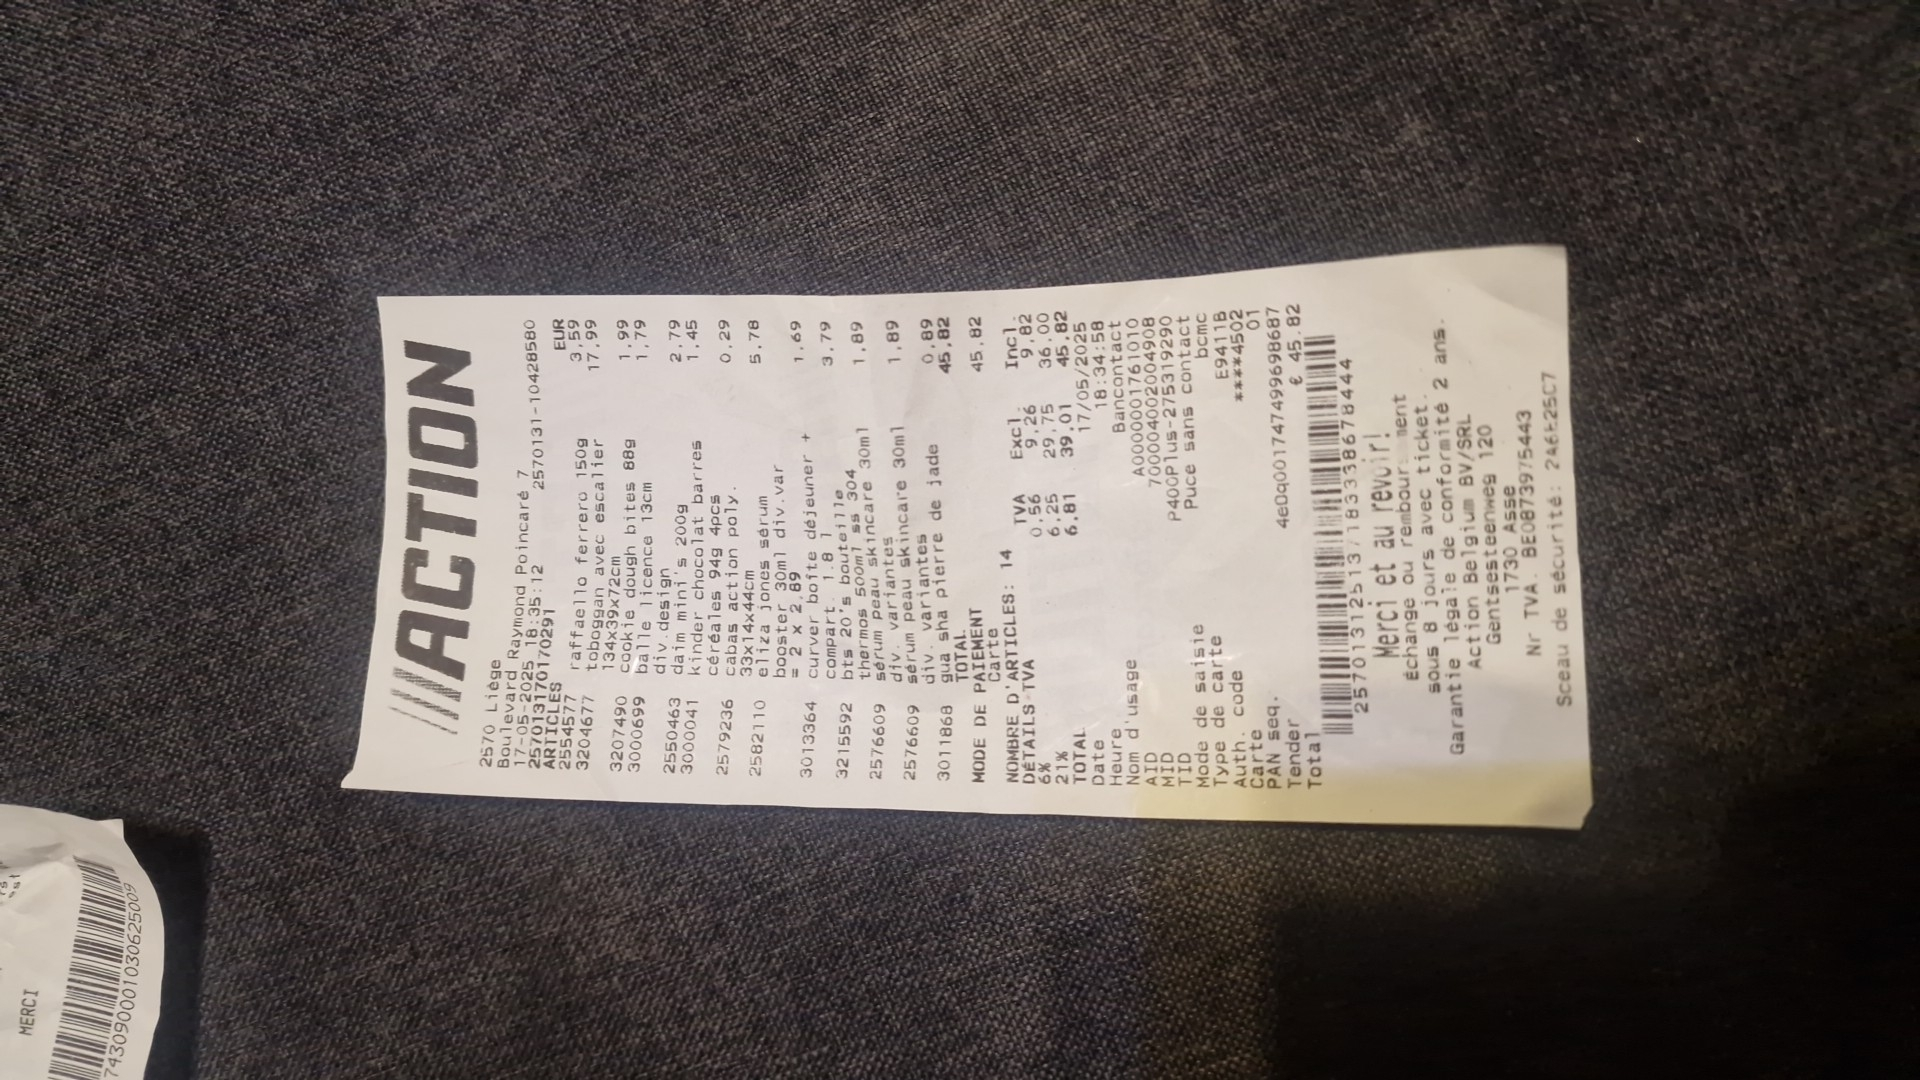 ///ACTION
2570 Liège
Boulevard Raymond Poincaré 7
17-05-2025 18:35:12 2570131-10428580
257013170170291
ARTICLES EUR
2554577 raffaello ferrero 150g 3,59
3204677 toboggan avec escalier 17,99
134x39x72cm
3207490 cookie dough bites 88g 1,99
3000699 balle licence 13cm 1,79
div.design
2550463 daim mini's 200g 2,79
3000041 kinder chocolat barres 1,45
céréales 94g 4pcs
2579236 cabas action poly. 0,29
33x14x44cm
2582110 eliza jones sérum 5,78
booster 30ml div.var
= 2 x 2,89
3013364 curver boîte déjeuner + 1,69
compart. 1.8 l
3215592 bts 20's bouteille 3,79
thermos 500ml ss 304
2576609 sérum peau skincare 30ml 1,89
div. variantes
2576609 sérum peau skincare 30ml 1,89
div. variantes
3011868 gua sha pierre de jade 0,89
TOTAL 45,82
MODE DE PAIEMENT
Carte 45,82
NOMBRE D'ARTICLES: 14
DÉTAILS TVA TVA Excl. Incl.
6% 0,56 9,26 9,82
21% 6,25 29,75 36,00
TOTAL 6,81 39,01 45,82
Date 17/05/2025
Heure 18:34:58
Nom d'usage Bancontact
AID A0000001761010
MID 700040020044908
TID P400Plus-275319290
Mode de saisie Puce sans contact
Type de carte bcmc
Auth. code E9411B
Carte ****4502
PAN seq. 01
Tender 4eOq001747499698687
Total € 45.82
Merci et au revoir!
Échange ou
sous 8 jours avec ticket.
Garantie légale de conformité 2 ans.
Action Belgium BV/SRL
Gentsesteenweg 120
1730 Asse
Nr TVA. BE0873975443
Sceau de sécurité:
MERCI
743090001030625009